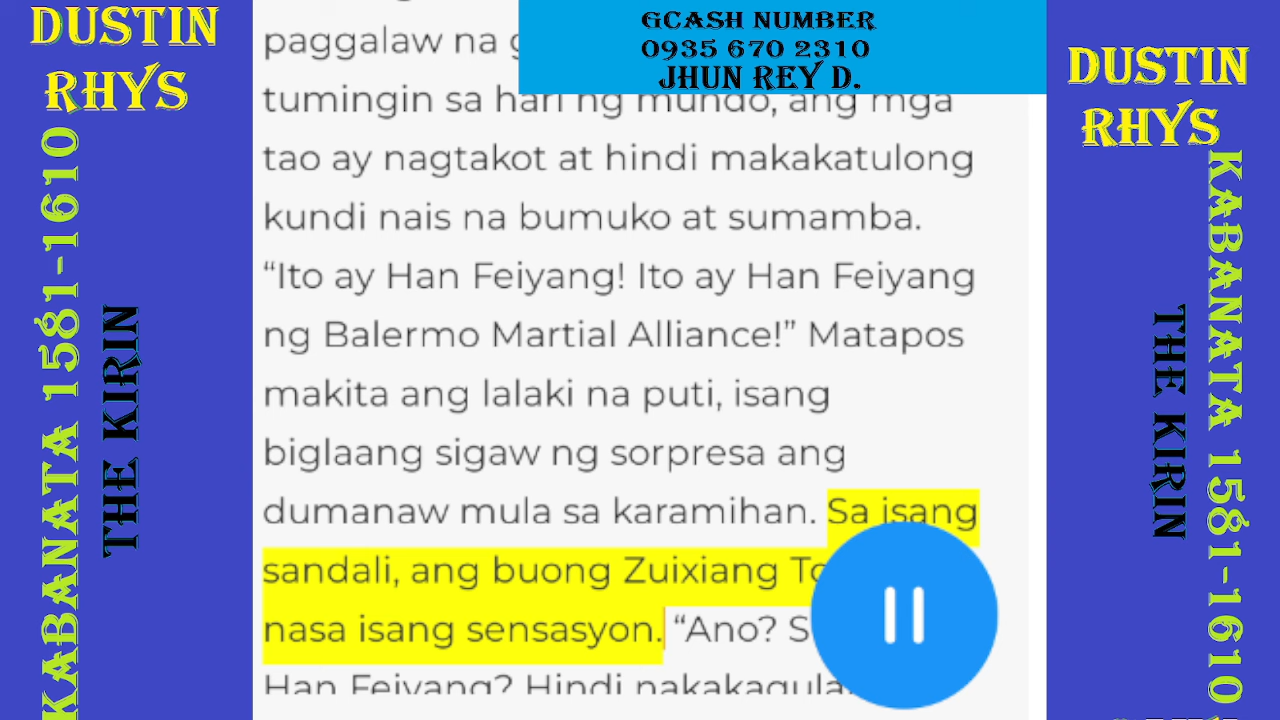 DUSTIN
RHYS
KABANATA 1581-1610
THE KIRIN
GCASH NUMBER
0935 670 2310
JHUN REY D.
paggalaw na
tumingin sa hari ng mundo, ang mga
tao ay nagtakot at hindi makakatulong
kundi nais na bumuko at sumamba.
“Ito ay Han Feiyang! Ito ay Han Feiyang
ng Balermo Martial Alliance!” Matapos
makita ang lalaki na puti, isang
biglaang sigaw ng sorpresa ang
dumanaw mula sa karamihan. Sa isang
sandali, ang buong Zuixiang
nasa isang sensasyon. “Ano?
Han Feiyang? Hindi
DUSTIN
RHYS
KABANATA 1581-1610
THE KIRIN